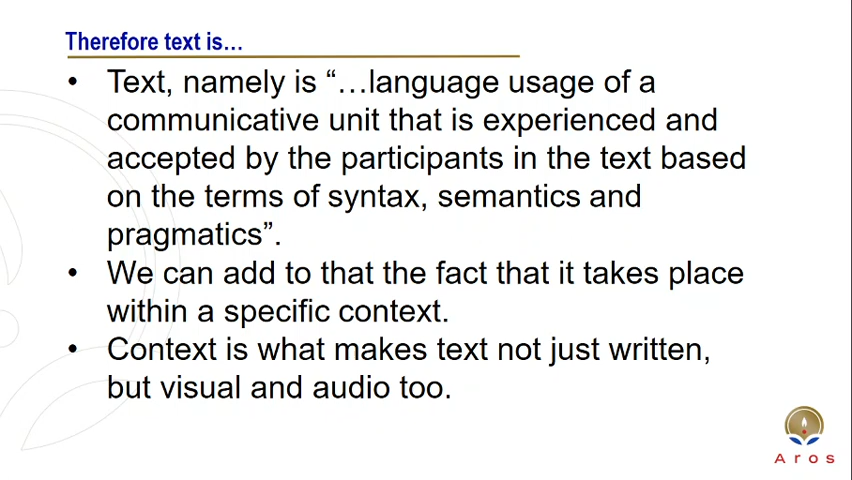 Therefore text is…
• Text, namely is “…language usage of a
communicative unit that is experienced and
accepted by the participants in the text based
on the terms of syntax, semantics and
pragmatics”.
• We can add to that the fact that it takes place
within a specific context.
• Context is what makes text not just written,
but visual and audio too.
Aros